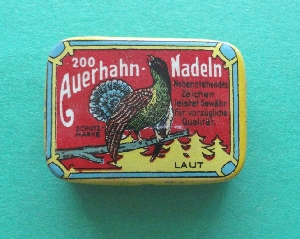 200
Auerhahn-Nadeln
Nebenstehendes
Zeichen
leistet Gewähr
für vorzügliche
Qualität.
SCHUTZ-
MARKE
LAUT